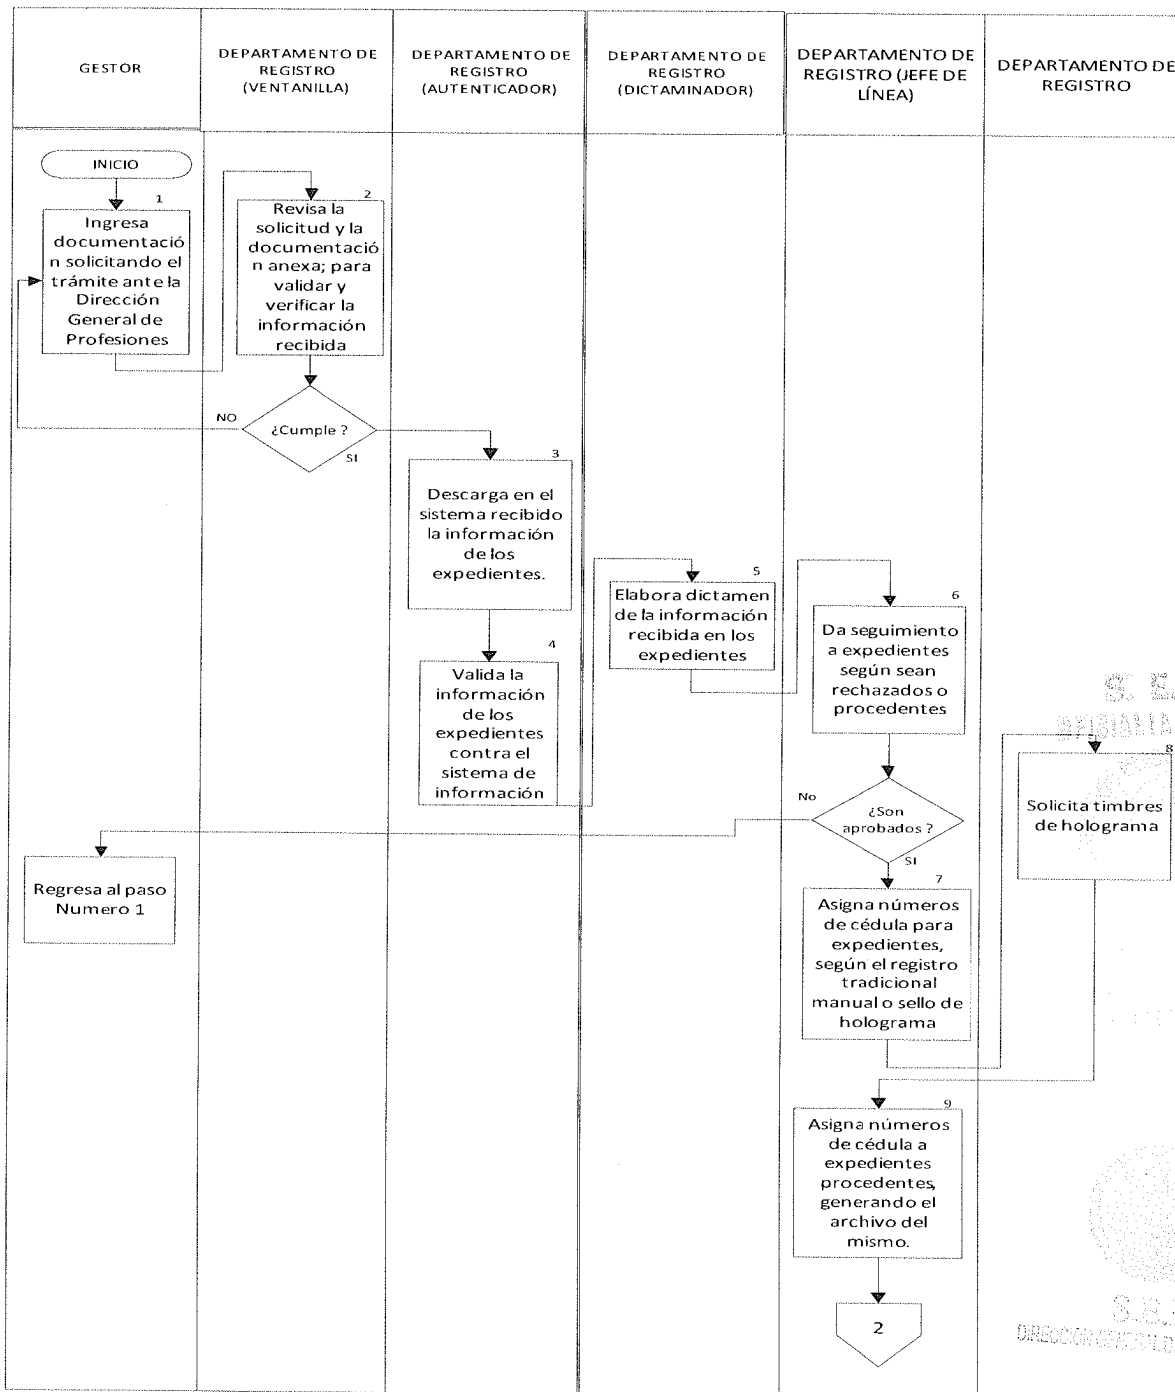 GESTOR
DEPARTAMENTO DE
REGISTRO
(VENTANILLA)
DEPARTAMENTO DE
REGISTRO
(AUTENTICADOR)
DEPARTAMENTO DE
REGISTRO
(DICTAMINADOR)
DEPARTAMENTO DE
REGISTRO (JEFE DE
LÍNEA)
DEPARTAMENTO DE
REGISTRO
INICIO
1
Ingresa
documentació
n solicitando el
trámite ante la
Dirección
General de
Profesiones
2
Revisa la
solicitud y la
documentació
n anexa; para
validar y
verificar la
información
recibida
¿Cumple ?
NO
SI
3
Descarga en el
sistema recibido
la información
de los
expedientes.
4
Valida la
información
de los
expedientes
contra el
sistema de
información
5
Elabora dictamen
de la información
recibida en los
expedientes
6
Da seguimiento
a expedientes
según sean
rechazados o
procedentes
¿Son
aprobados ?
No
SI
Regresa al paso
Numero 1
7
Asigna números
de cédula para
expedientes,
según el registro
tradicional
manual o sello de
holograma
8
Solicita timbres
de holograma
9
Asigna números
de cédula a
expedientes
procedentes,
generando el
archivo del
mismo.
2
S. E.